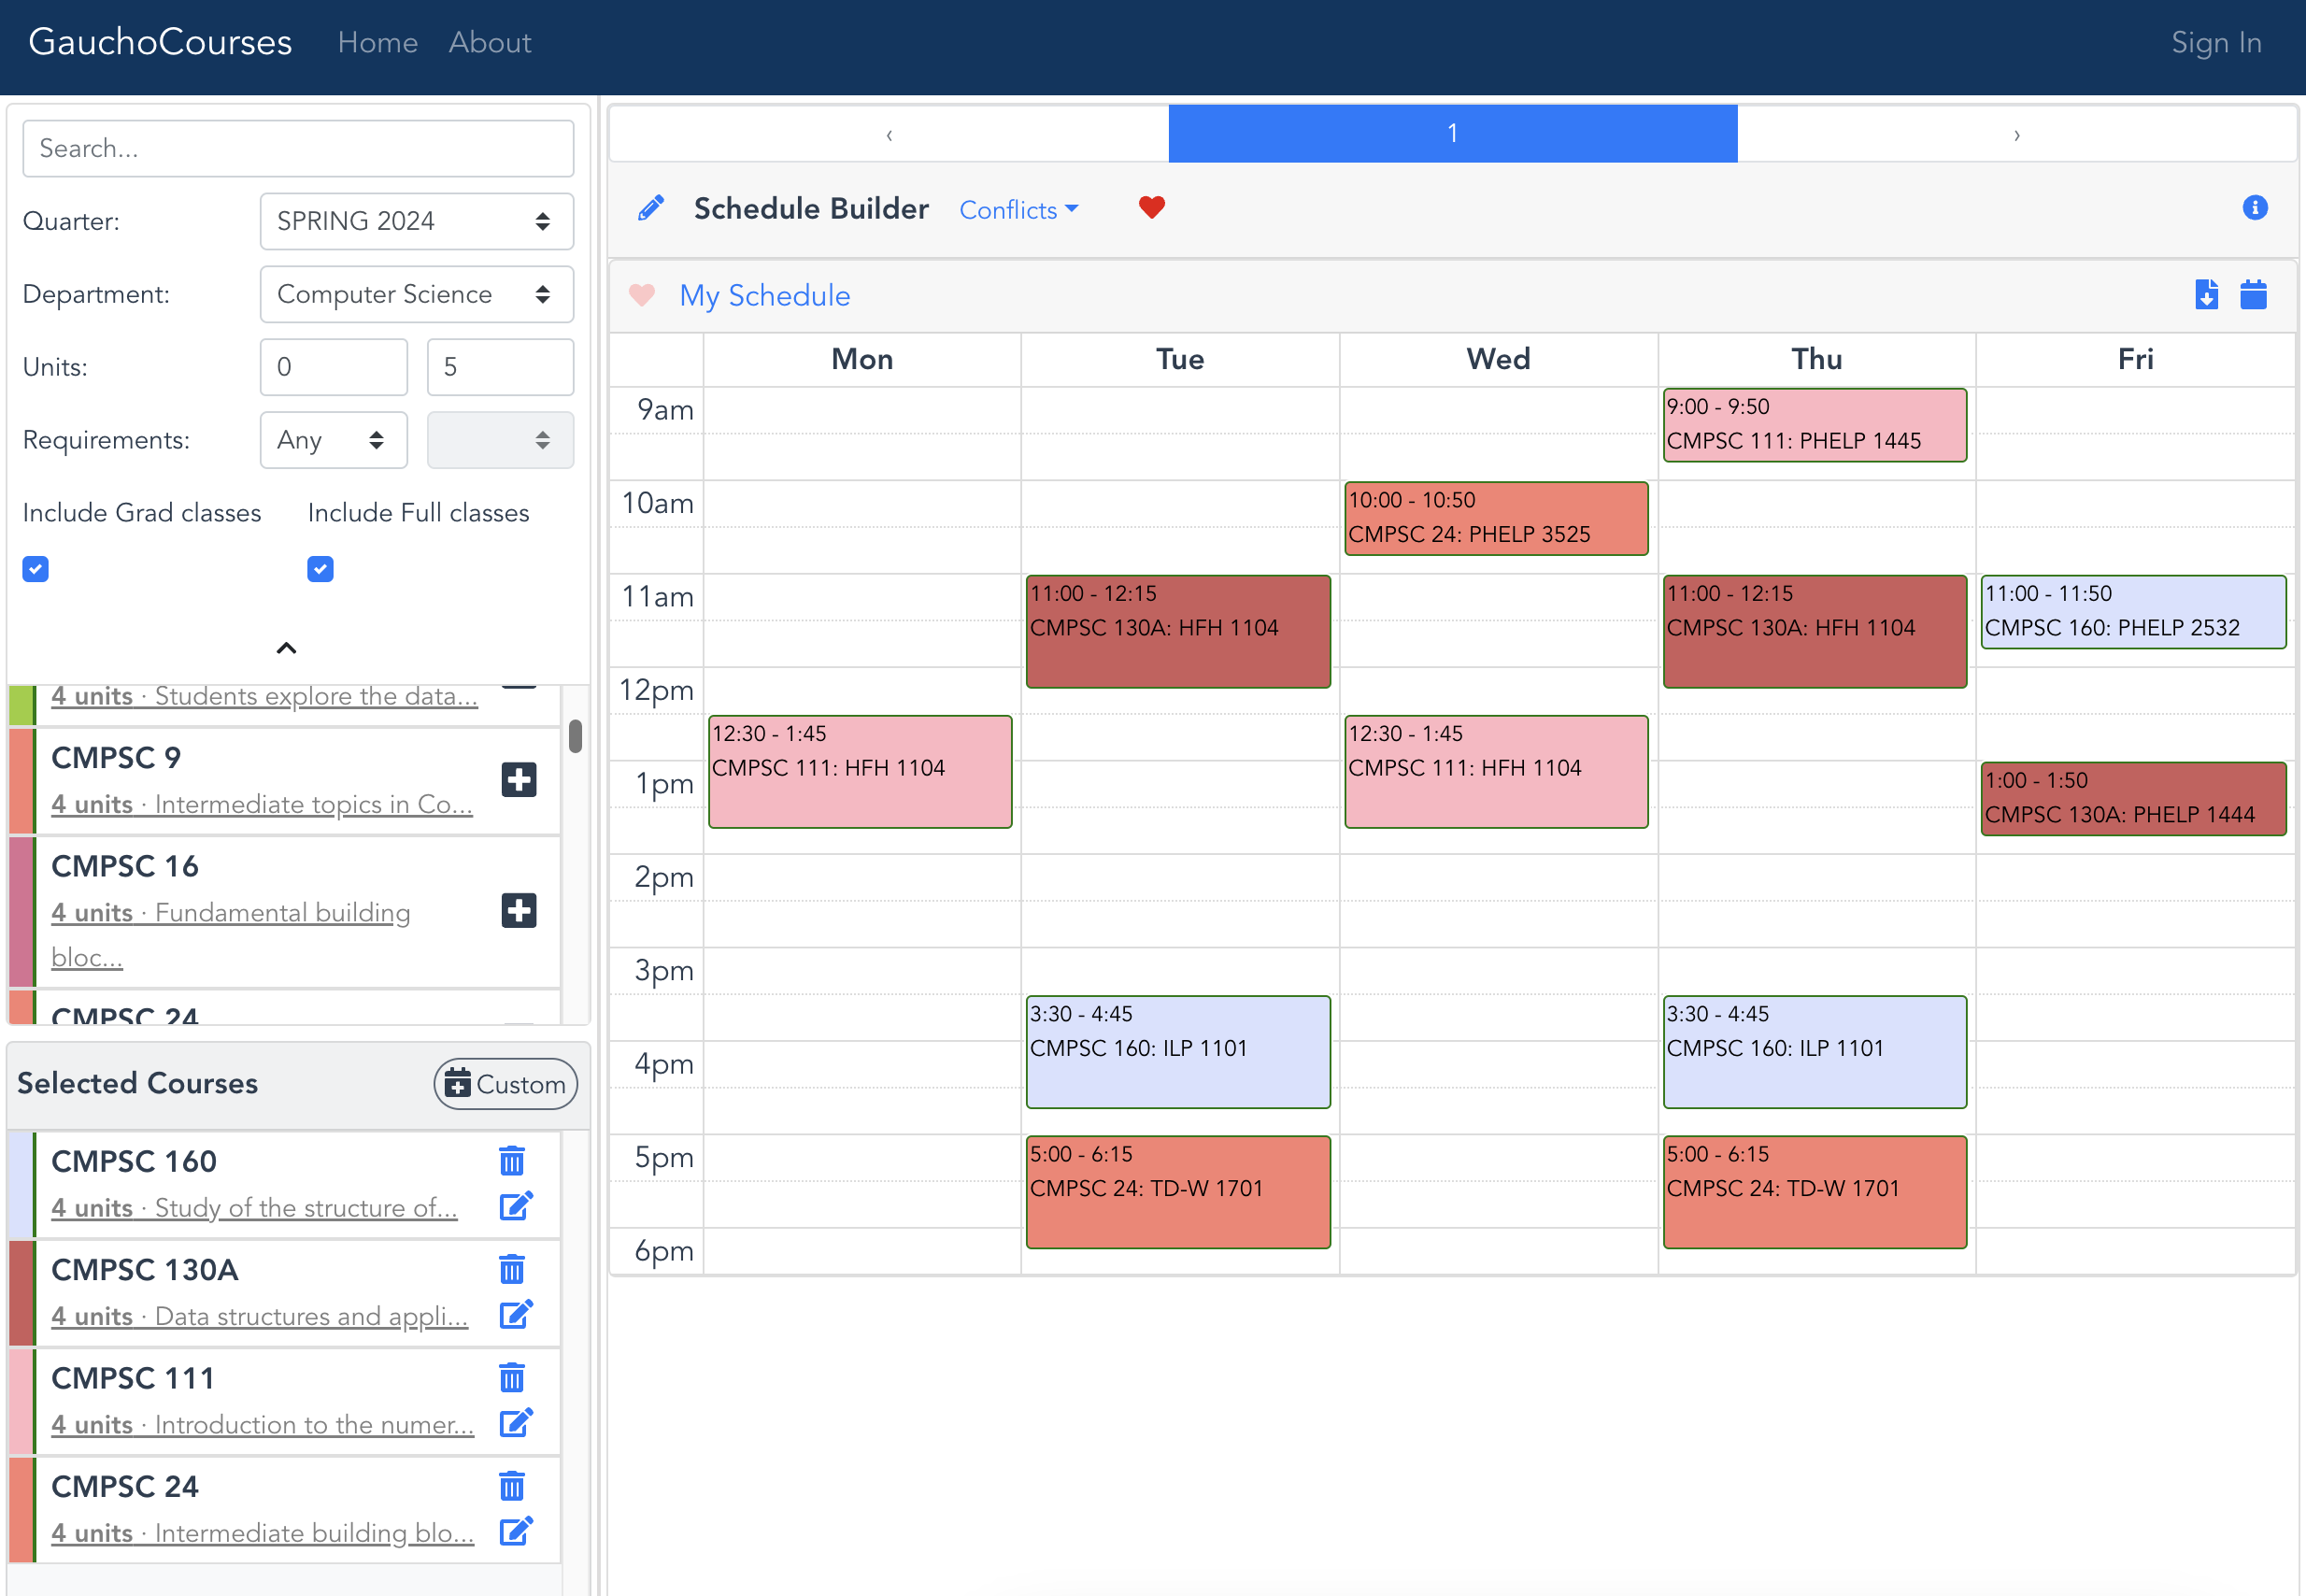 GauchoCourses Home About Sign In
Search...
Quarter: SPRING 2024
Department: Computer Science
Units: 0 5
Requirements: Any
Include Grad classes Include Full classes
4 units · Students explore the data...
CMPSC 9
4 units · Intermediate topics in Co...
CMPSC 16
4 units · Fundamental building
bloc...
CMPSC 24
Selected Courses Custom
CMPSC 160
4 units · Study of the structure of...
CMPSC 130A
4 units · Data structures and appli...
CMPSC 111
4 units · Introduction to the numer...
CMPSC 24
4 units · Intermediate building blo...
‹ 1 ›
Schedule Builder Conflicts
My Schedule
Mon Tue Wed Thu Fri
9am
9:00 - 9:50
CMPSC 111: PHELP 1445
10am
10:00 - 10:50
CMPSC 24: PHELP 3525
11am
11:00 - 12:15
CMPSC 130A: HFH 1104
11:00 - 12:15
CMPSC 130A: HFH 1104
11:00 - 11:50
CMPSC 160: PHELP 2532
12pm
12:30 - 1:45
CMPSC 111: HFH 1104
12:30 - 1:45
CMPSC 111: HFH 1104
1pm
1:00 - 1:50
CMPSC 130A: PHELP 1444
2pm
3pm
3:30 - 4:45
CMPSC 160: ILP 1101
3:30 - 4:45
CMPSC 160: ILP 1101
4pm
5pm
5:00 - 6:15
CMPSC 24: TD-W 1701
5:00 - 6:15
CMPSC 24: TD-W 1701
6pm